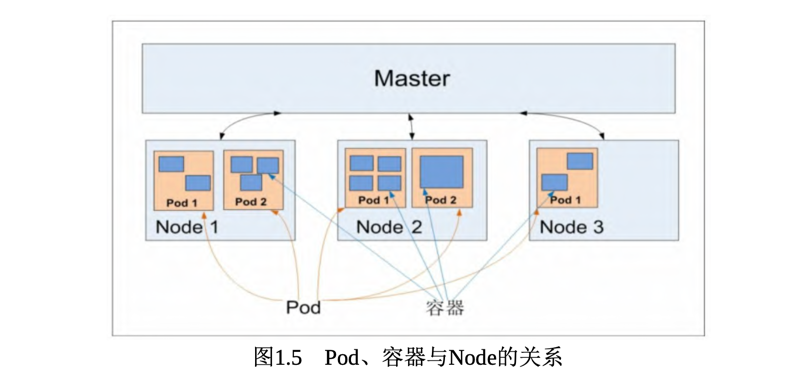 Master
Pod 1
Pod 2
Node 1
Pod 1
Pod 2
Node 2
Pod 1
Node 3
Pod
容器
图1.5 Pod、容器与Node的关系